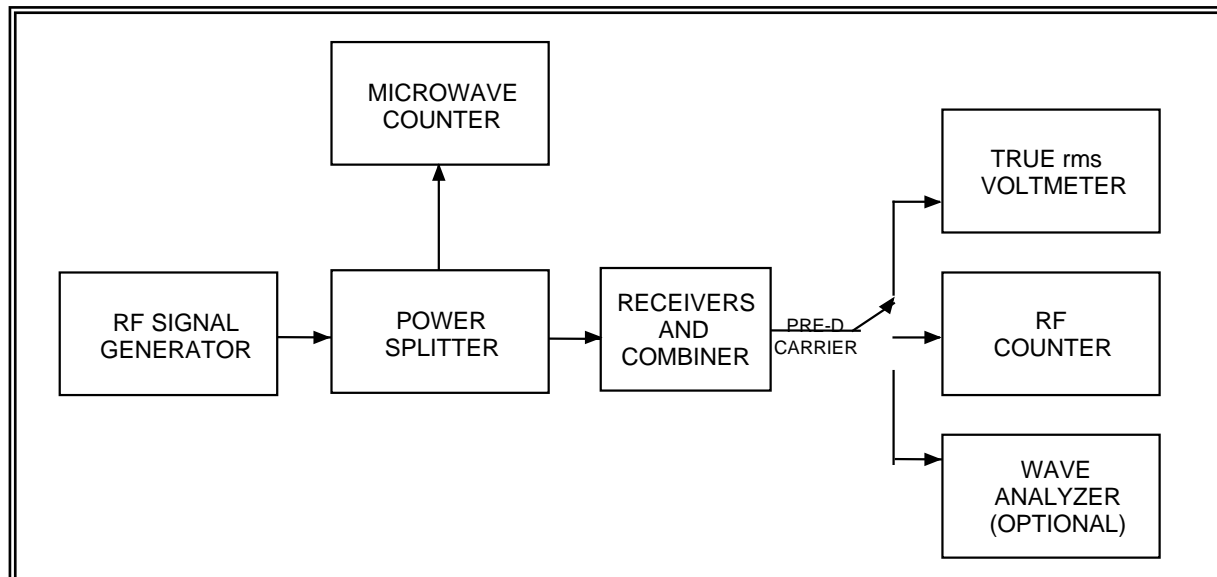 MICROWAVE
COUNTER
TRUE rms
VOLTMETER
RF SIGNAL
GENERATOR
POWER
SPLITTER
RECEIVERS
AND
COMBINER
PRE-D
CARRIER
RF
COUNTER
WAVE
ANALYZER
(OPTIONAL)